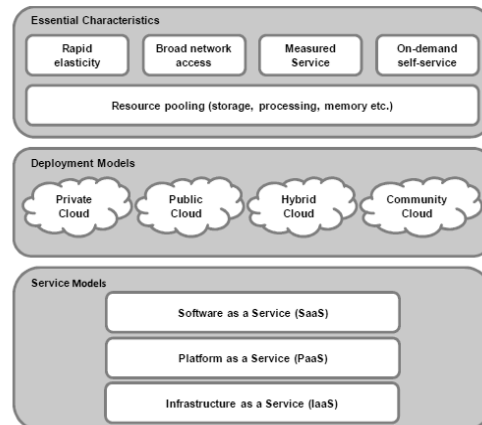 Essential Characteristics
Rapid
elasticity
Broad network
access
Measured
Service
On-demand
self-service
Resource pooling (storage, processing, memory etc.)
Deployment Models
Private
Cloud
Public
Cloud
Hybrid
Cloud
Community
Cloud
Service Models
Software as a Service (SaaS)
Platform as a Service (PaaS)
Infrastructure as a Service (IaaS)